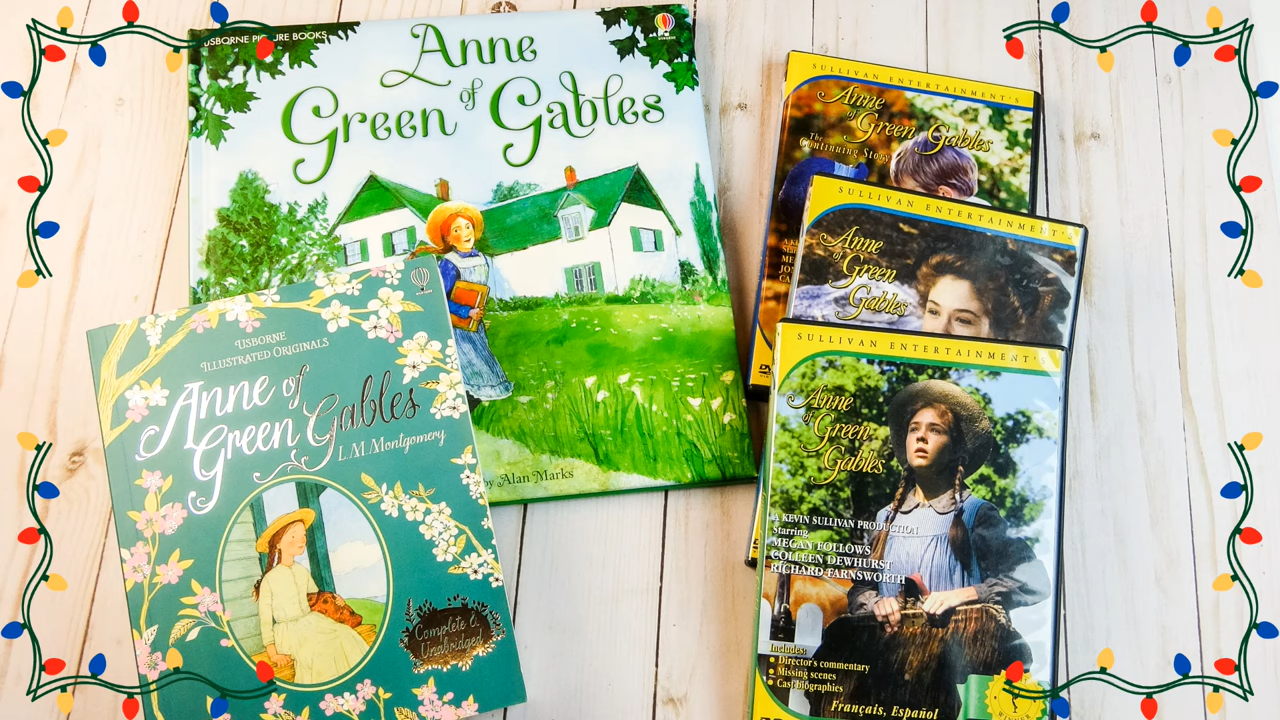 USBORNE PICTURE BOOKS
USBORNE
Anne
of
Green Gables
by Alan Marks
USBORNE
ILLUSTRATED ORIGINALS
Anne of
Green Gables
L.M. Montgomery
Complete &
Unabridged
SULLIVAN ENTERTAINMENT'S
Anne
of
Green Gables
The
Continuing Story
SULLIVAN ENTERTAINMENT'S
Anne
of
Green
Gables
SULLIVAN ENTERTAINMENT'S
Anne
of
Green
Gables
A KEVIN SULLIVAN PRODUCTION
Starring
MEGAN FOLLOWS
COLLEEN DEWHURST
RICHARD FARNSWORTH
Includes:
• Director's commentary
• Missing scenes
• Cast biographies
Français, Español
WINNER